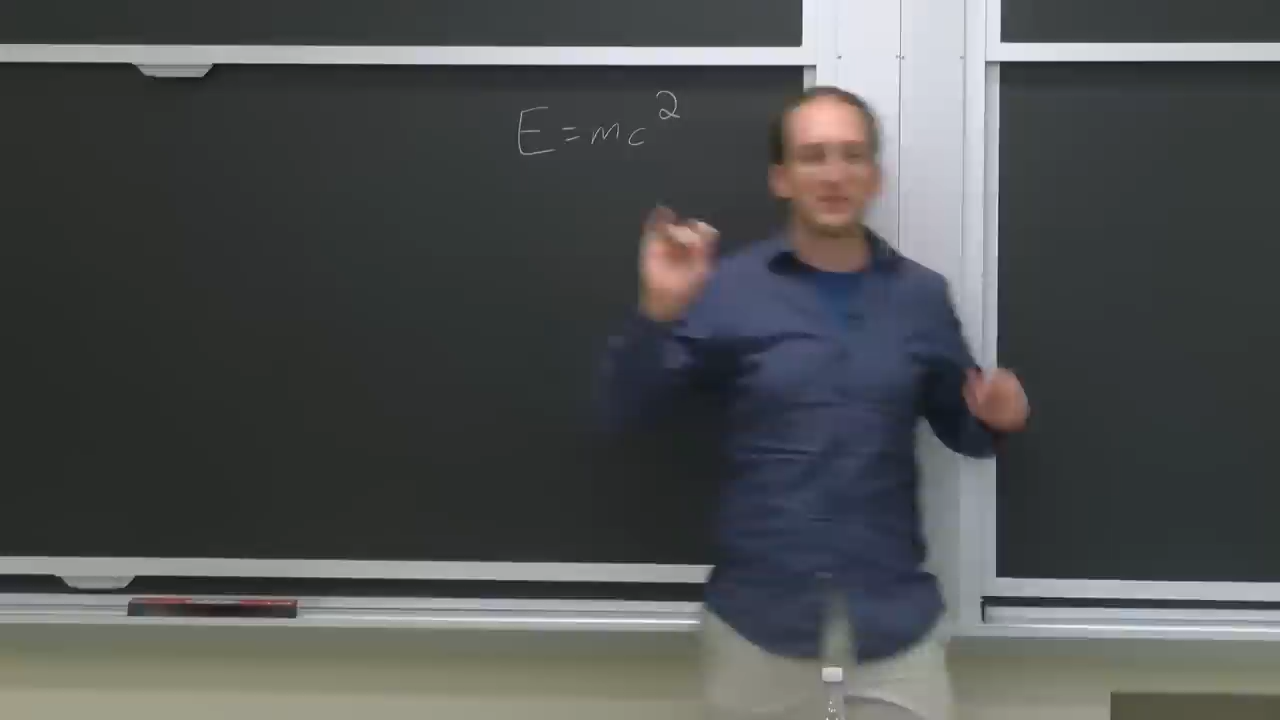 E = mc²